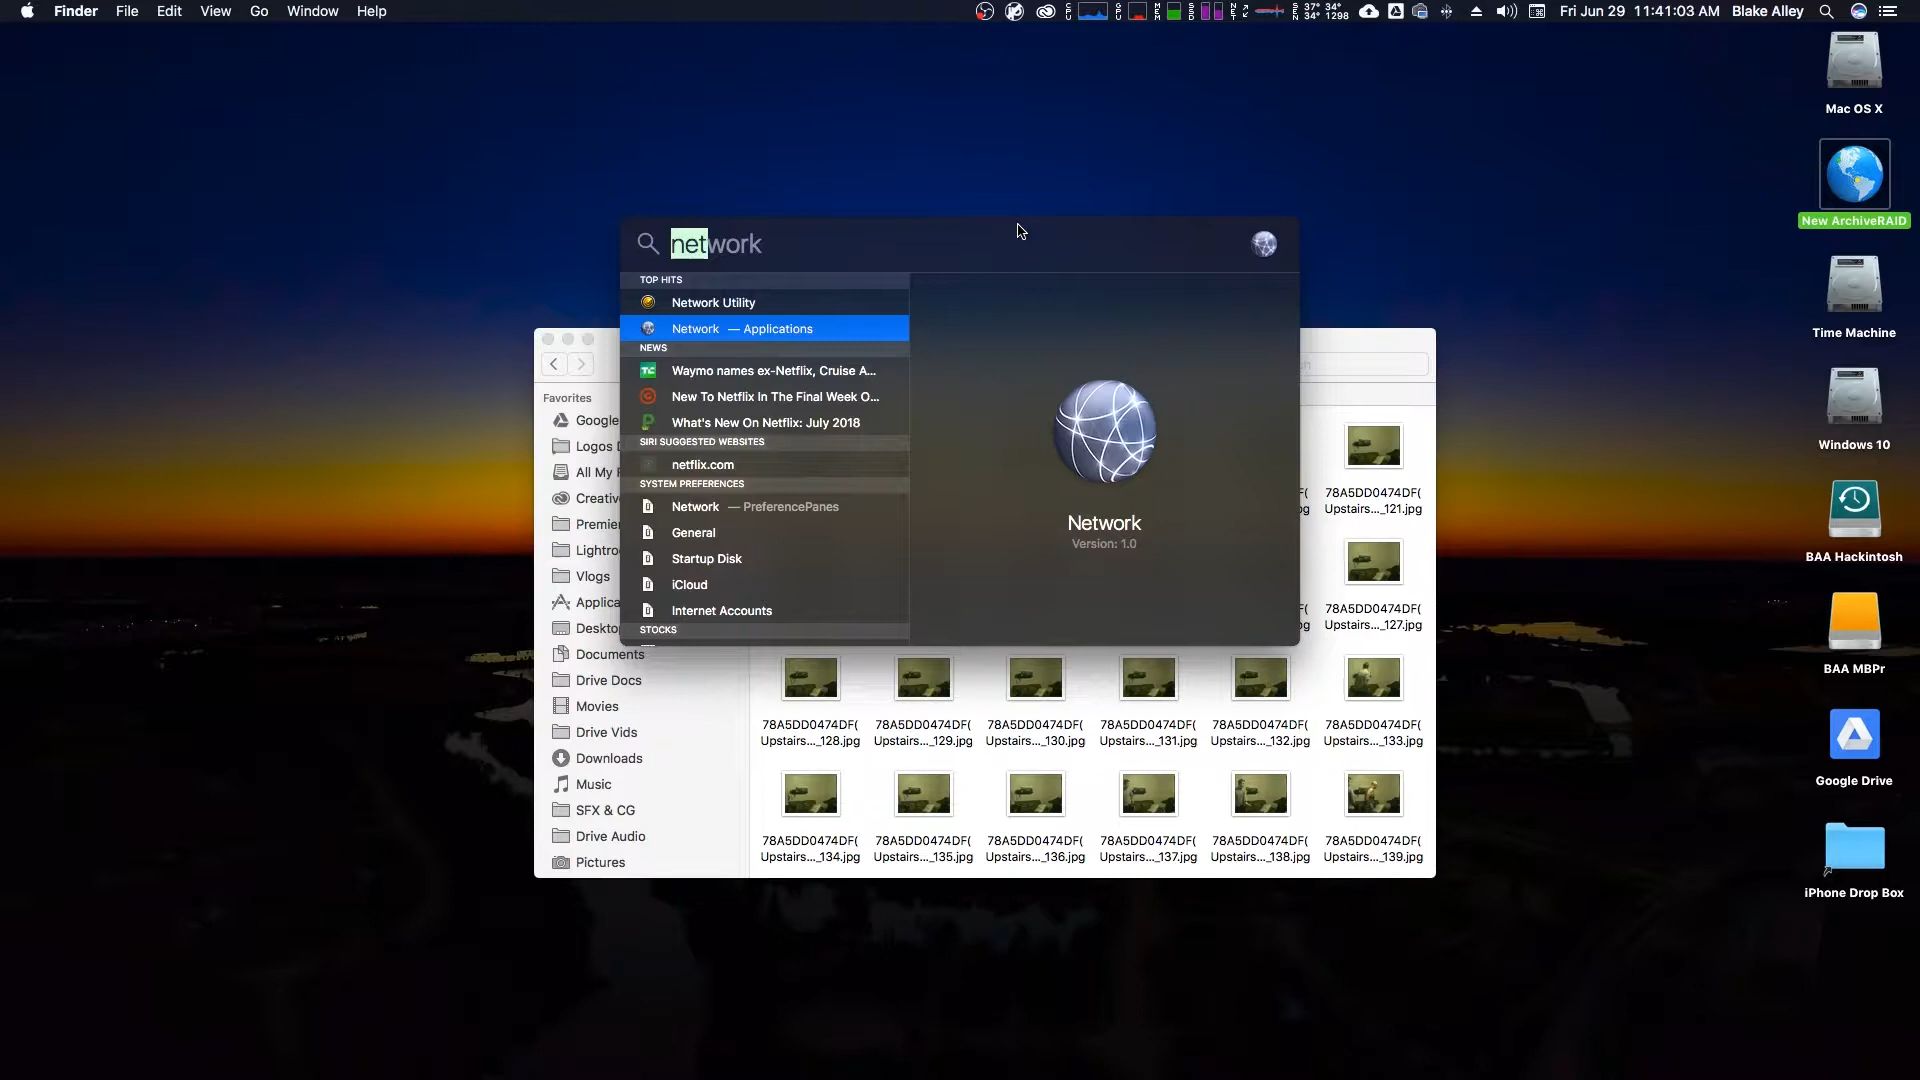 Finder File Edit View Go Window Help
37° 34°
34° 1298
Fri Jun 29 11:41:03 AM Blake Alley
Mac OS X
New ArchiveRAID
Time Machine
Windows 10
BAA Hackintosh
BAA MBPr
Google Drive
iPhone Drop Box
network
TOP HITS
Network Utility
Network — Applications
NEWS
Waymo names ex-Netflix, Cruise A...
New To Netflix In The Final Week O...
What's New On Netflix: July 2018
SIRI SUGGESTED WEBSITES
netflix.com
SYSTEM PREFERENCES
Network — PreferencePanes
General
Startup Disk
iCloud
Internet Accounts
STOCKS
Network
Version: 1.0
Favorites
Google
Logos
All My
Creativ
Premie
Lightro
Vlogs
Applica
Deskto
Documents
Drive Docs
Movies
Drive Vids
Downloads
Music
SFX & CG
Drive Audio
Pictures
78A5DD0474DF(
Upstairs..._121.jpg
78A5DD0474DF(
Upstairs..._127.jpg
78A5DD0474DF( 78A5DD0474DF( 78A5DD0474DF( 78A5DD0474DF( 78A5DD0474DF( 78A5DD0474DF(
Upstairs..._128.jpg Upstairs..._129.jpg Upstairs..._130.jpg Upstairs..._131.jpg Upstairs..._132.jpg Upstairs..._133.jpg
78A5DD0474DF( 78A5DD0474DF( 78A5DD0474DF( 78A5DD0474DF( 78A5DD0474DF( 78A5DD0474DF(
Upstairs..._134.jpg Upstairs..._135.jpg Upstairs..._136.jpg Upstairs..._137.jpg Upstairs..._138.jpg Upstairs..._139.jpg